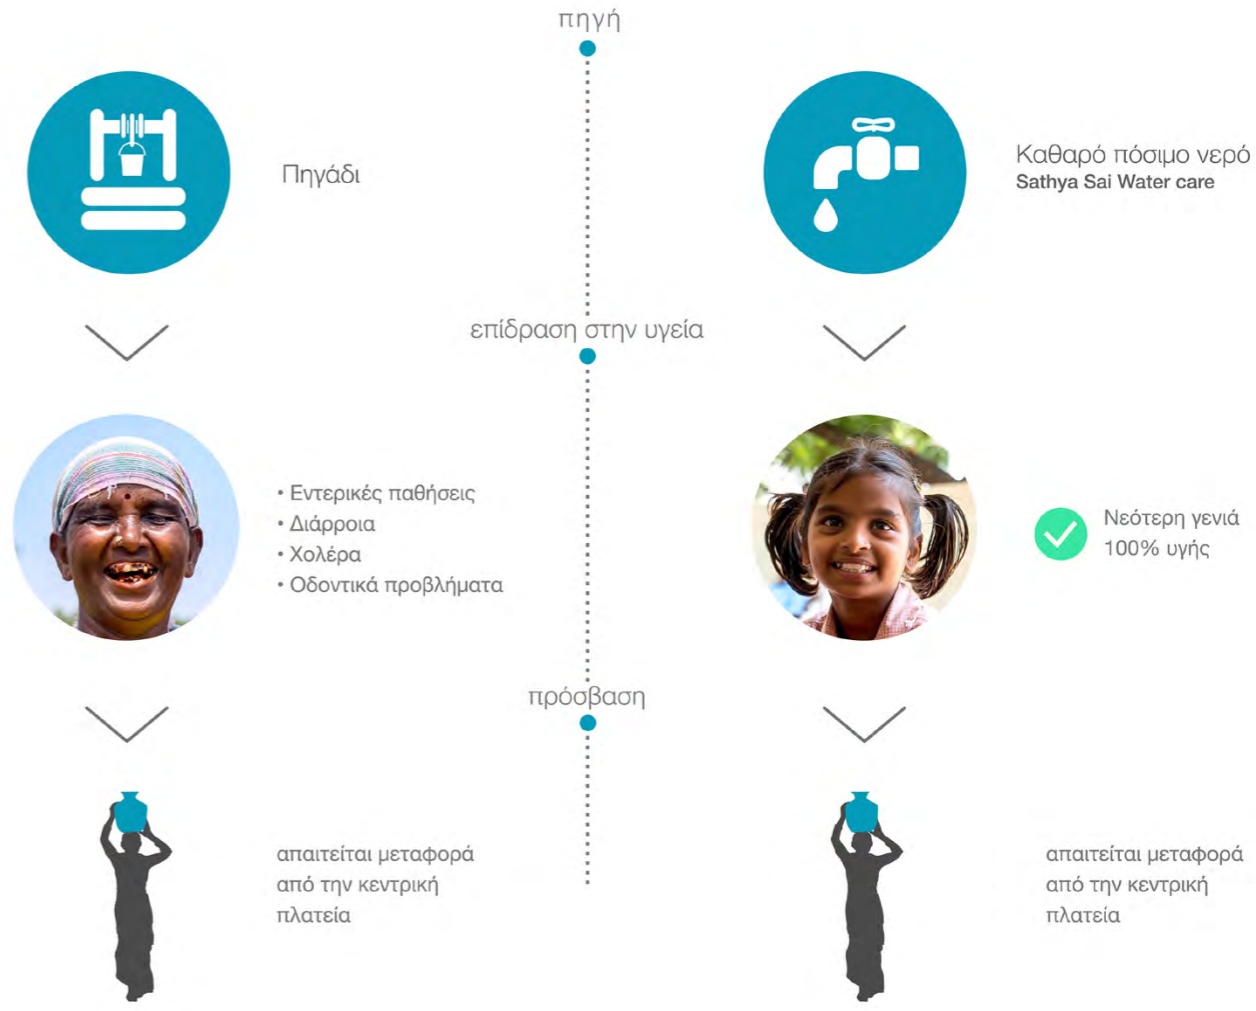 πηγή
Πηγάδι
Καθαρό πόσιμο νερό
Sathya Sai Water care
επίδραση στην υγεία
• Εντερικές παθήσεις
• Διάρροια
• Χολέρα
• Οδοντικά προβλήματα
Νεότερη γενιά
100% υγής
πρόσβαση
απαιτείται μεταφορά
από την κεντρική
πλατεία
απαιτείται μεταφορά
από την κεντρική
πλατεία